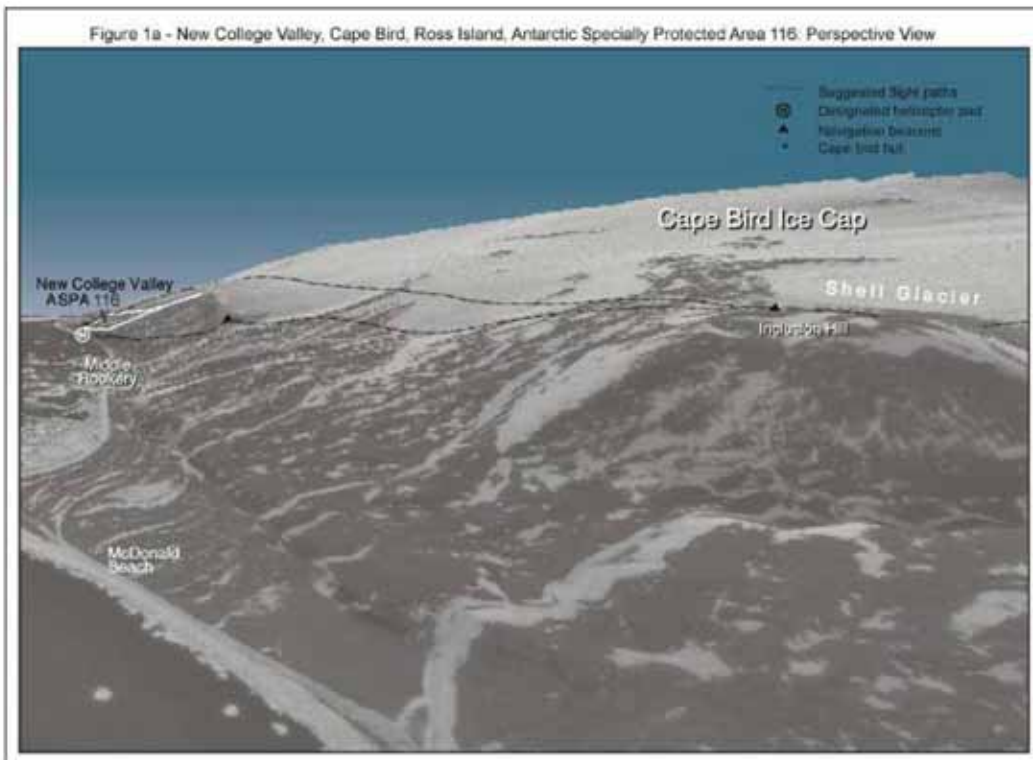 Figure 1a - New College Valley, Cape Bird, Ross Island, Antarctic Specially Protected Area 116: Perspective View
Suggested flight paths
Designated helicopter pad
Navigation beacons
Cape Bird hut
Cape Bird Ice Cap
New College Valley
ASPA 116
Shell Glacier
Inclusion Hill
Middle
Rookery
McDonald
Beach